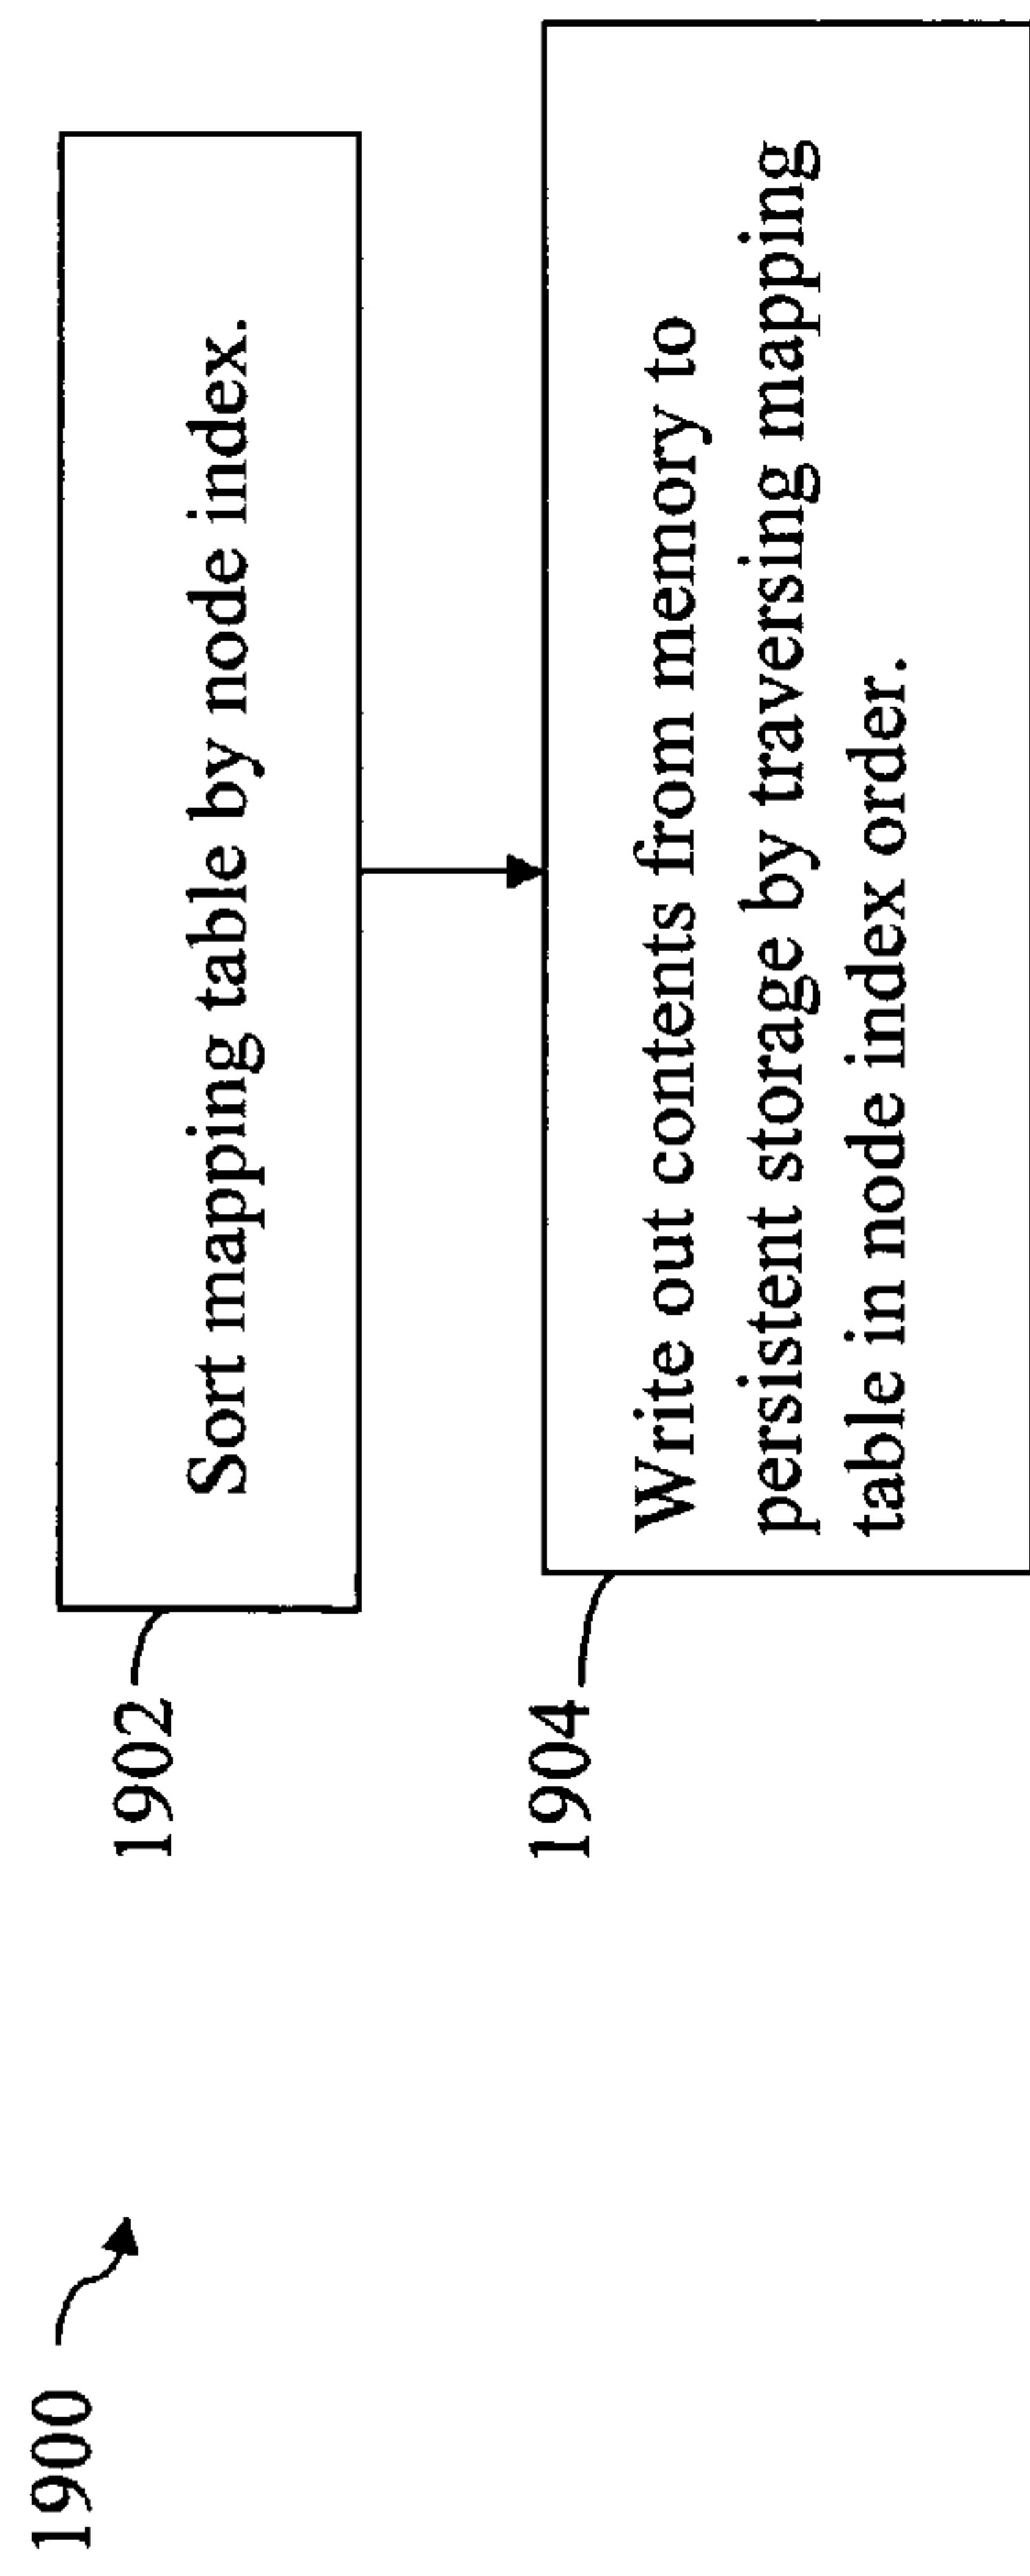 1900
1902
Sort mapping table by node index.
1904
Write out contents from memory to
persistent storage by traversing mapping
table in node index order.